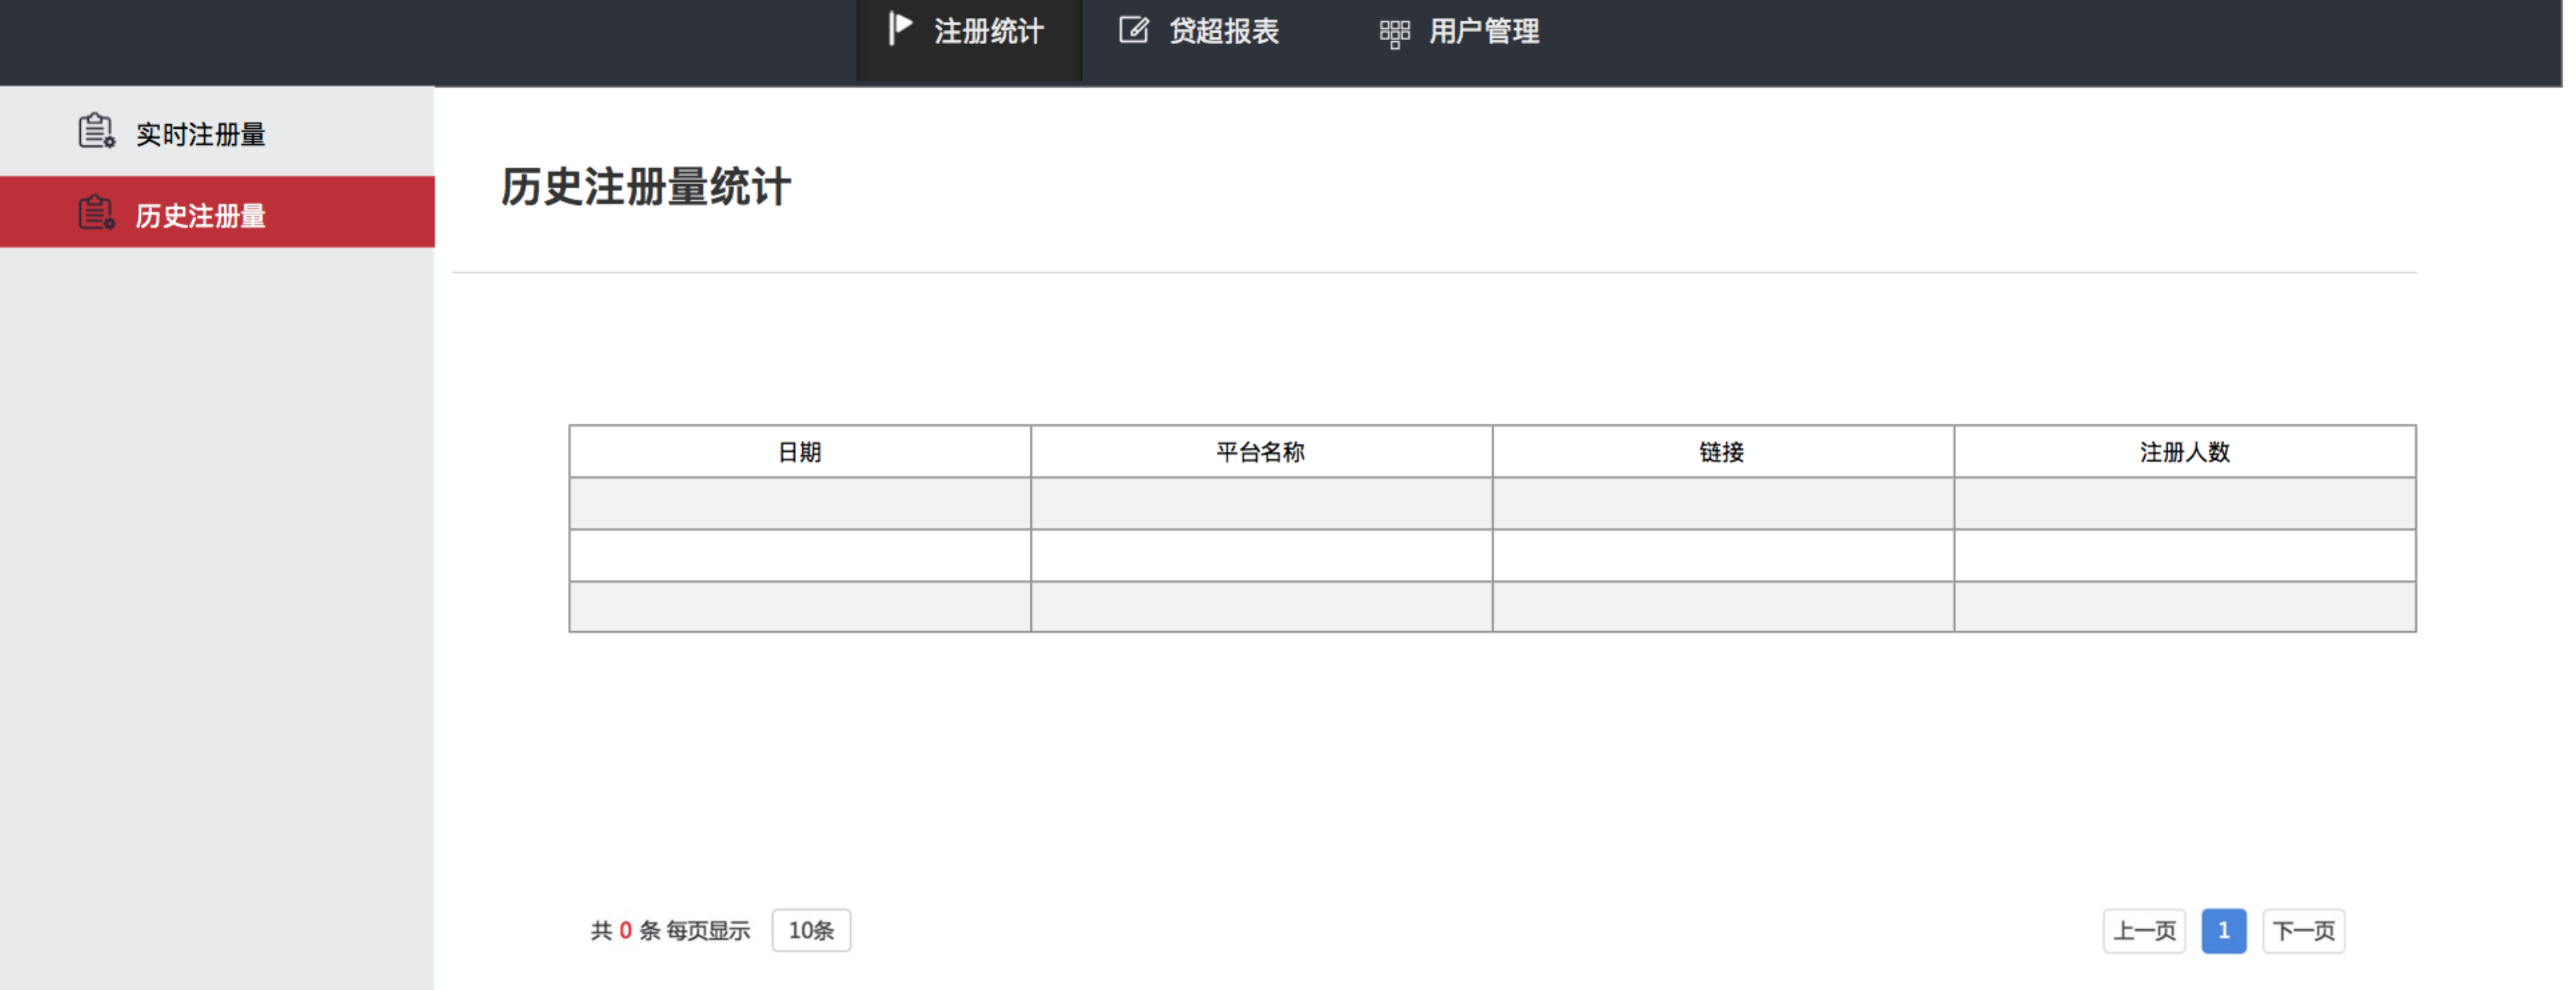 注册统计 贷超报表 用户管理
实时注册量
历史注册量
历史注册量统计
日期 平台名称 链接 注册人数
共 0 条 每页显示 10条 上一页 1 下一页